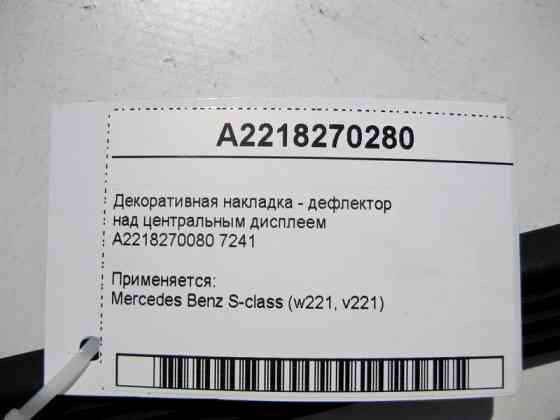 A2218270280
Декоративная накладка - дефлектор
над центральным дисплеем
A2218270080 7241
Применяется:
Mercedes Benz S-class (w221, v221)